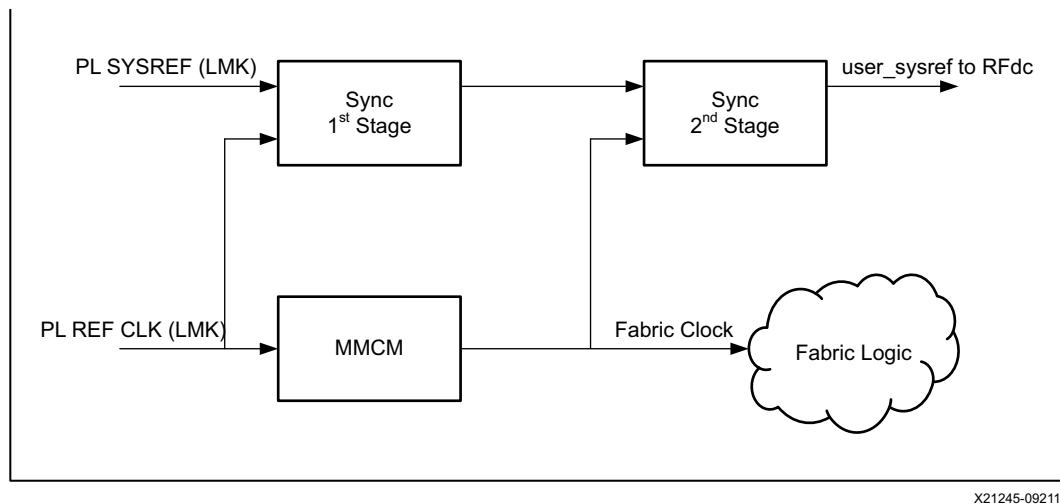 PL SYSREF (LMK)
Sync
1st Stage
Sync
2nd Stage
user_sysref to RFdc
PL REF CLK (LMK)
MMCM
Fabric Clock
Fabric Logic
X21245-09211